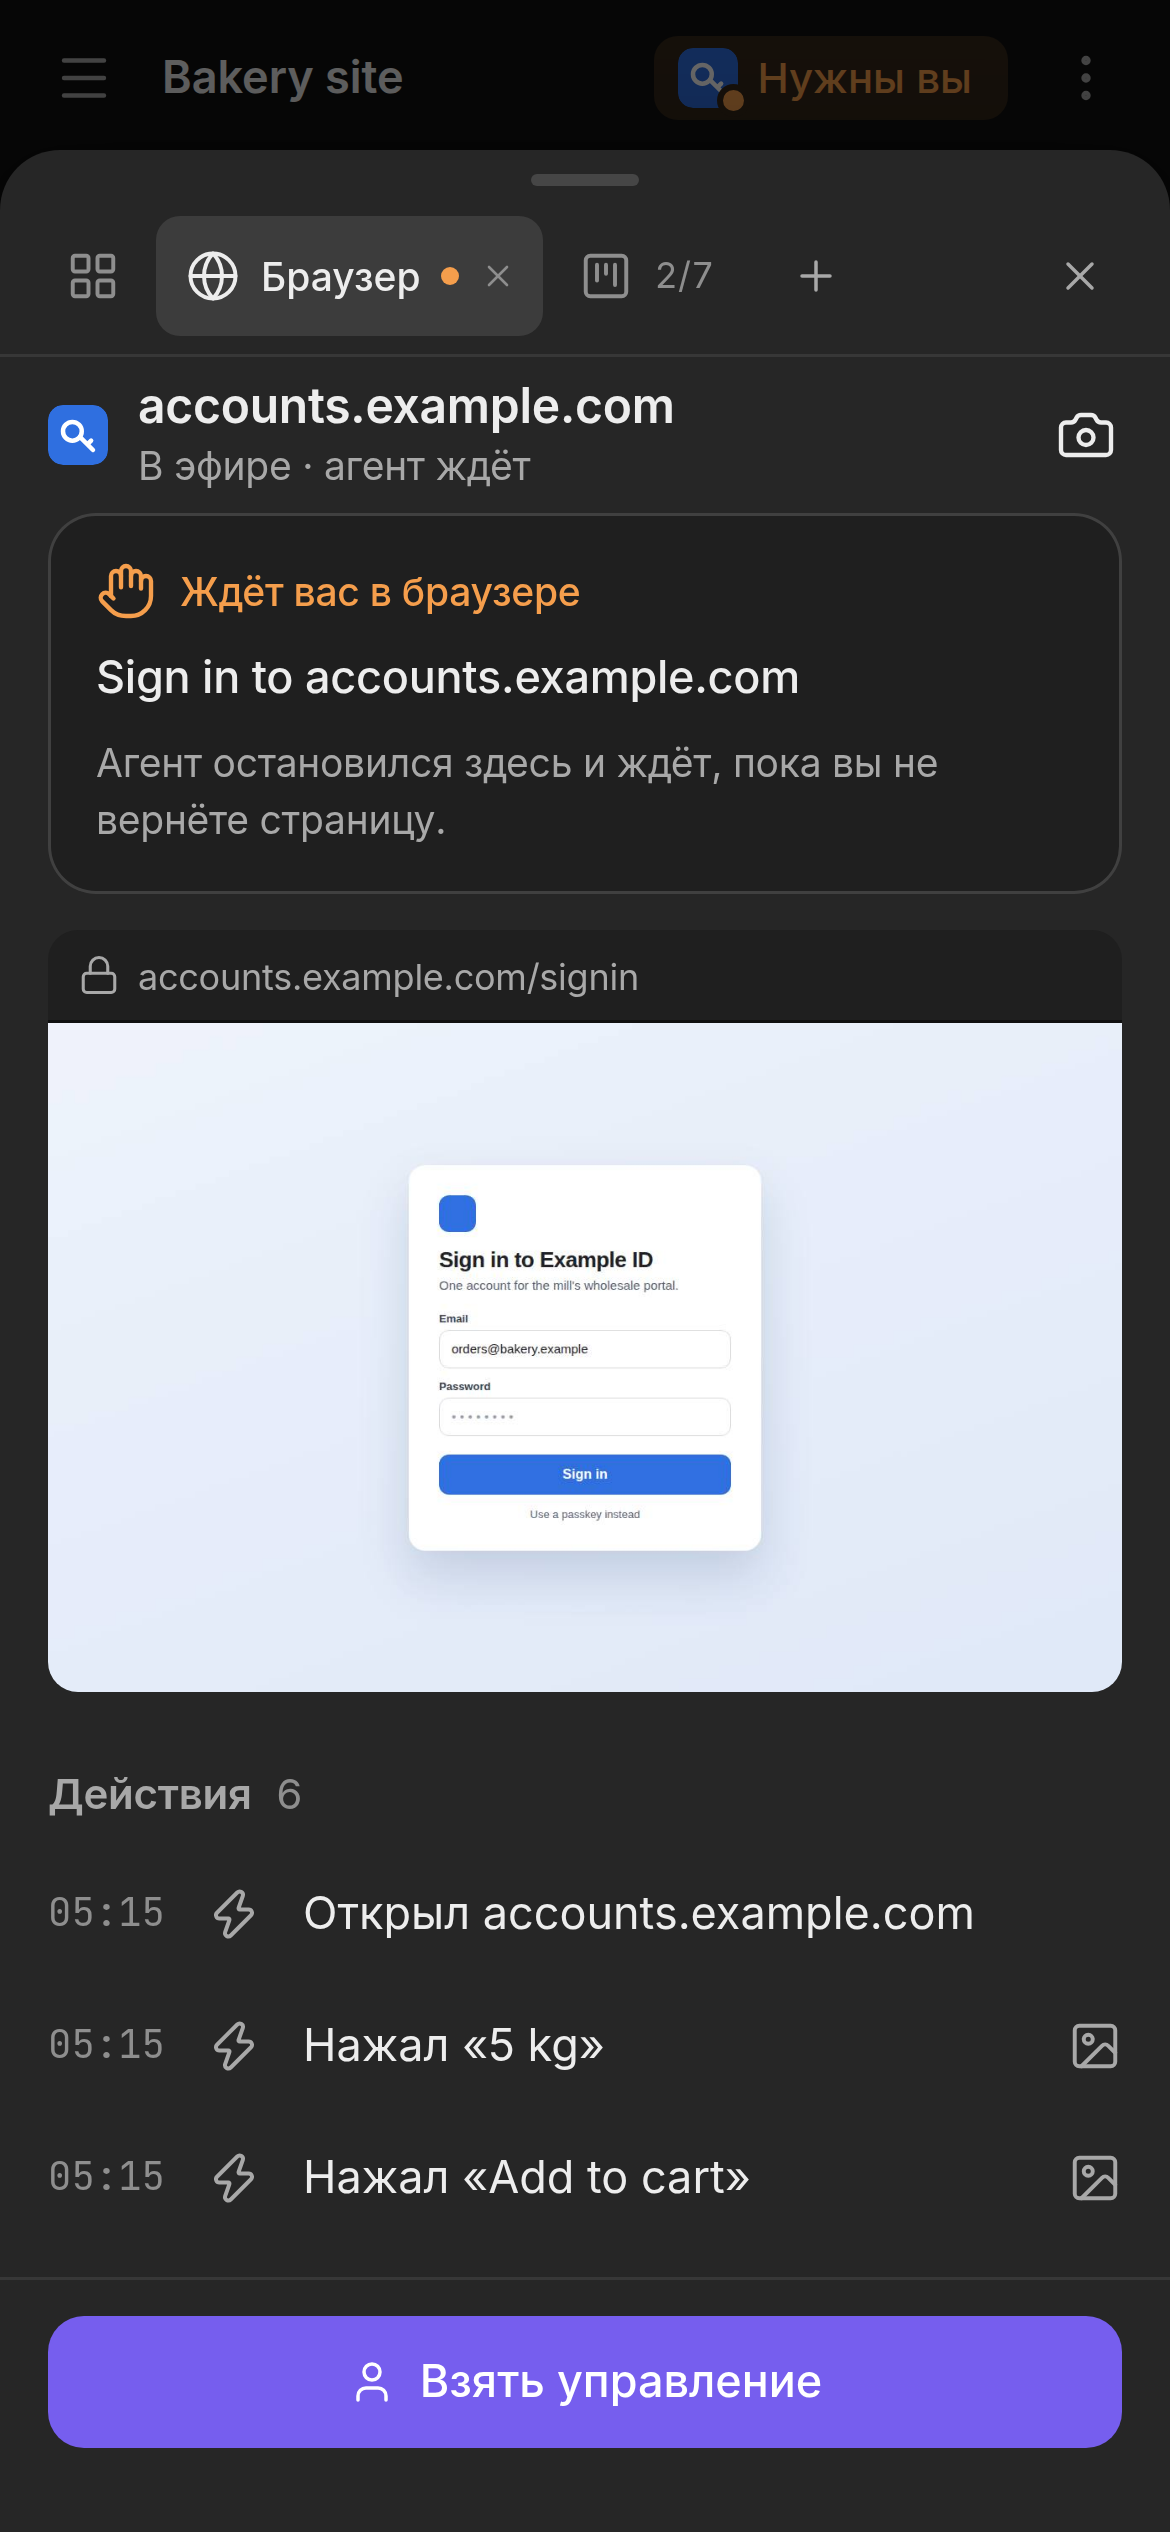 Bakery site
Нужны вы
Браузер
2/7
accounts.example.com
В эфире · агент ждёт
Ждёт вас в браузере
Sign in to accounts.example.com
Агент остановился здесь и ждёт, пока вы не
вернёте страницу.
accounts.example.com/signin
Sign in to Example ID
One account for the mill's wholesale portal.
Email
orders@bakery.example
Password
••••••••
Sign in
Use a passkey instead
Действия 6
05:15 Открыл accounts.example.com
05:15 Нажал «5 kg»
05:15 Нажал «Add to cart»
Взять управление